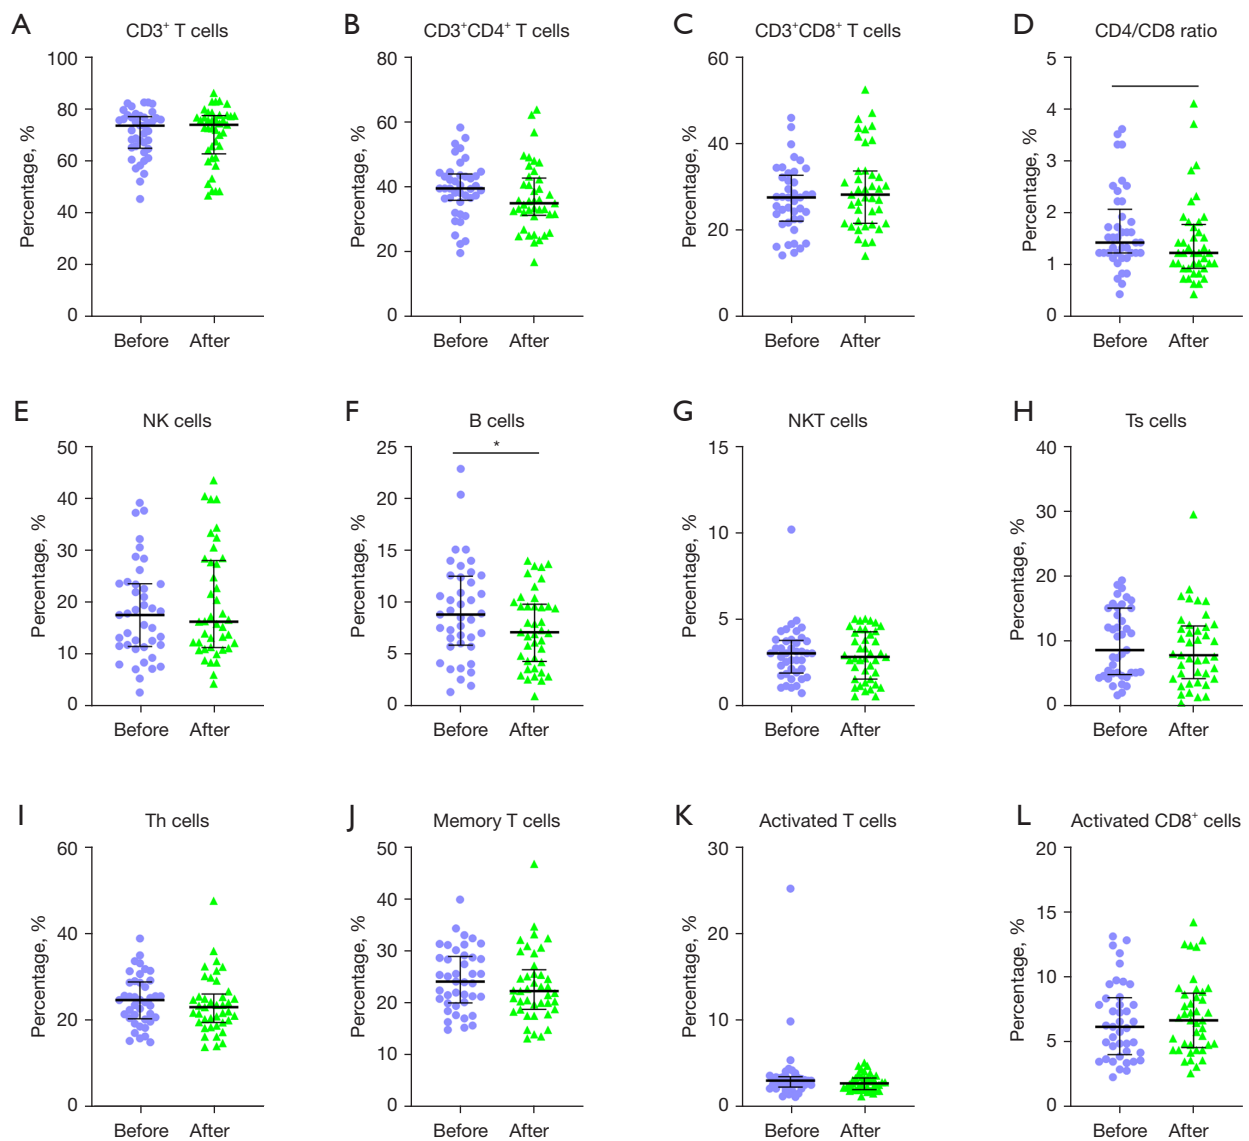 A
CD3+ T cells
Percentage, %
100
80
60
40
20
0
Before
After
B
CD3+CD4+ T cells
Percentage, %
80
60
40
20
0
Before
After
C
CD3+CD8+ T cells
Percentage, %
60
40
20
0
Before
After
D
CD4/CD8 ratio
Percentage, %
5
4
3
2
1
0
Before
After
E
NK cells
Percentage, %
50
40
30
20
10
0
Before
After
F
B cells
*
Percentage, %
25
20
15
10
5
0
Before
After
G
NKT cells
Percentage, %
15
10
5
0
Before
After
H
Ts cells
Percentage, %
40
30
20
10
0
Before
After
I
Th cells
Percentage, %
60
40
20
0
Before
After
J
Memory T cells
Percentage, %
50
40
30
20
10
0
Before
After
K
Activated T cells
Percentage, %
30
20
10
0
Before
After
L
Activated CD8+ cells
Percentage, %
20
15
10
5
0
Before
After